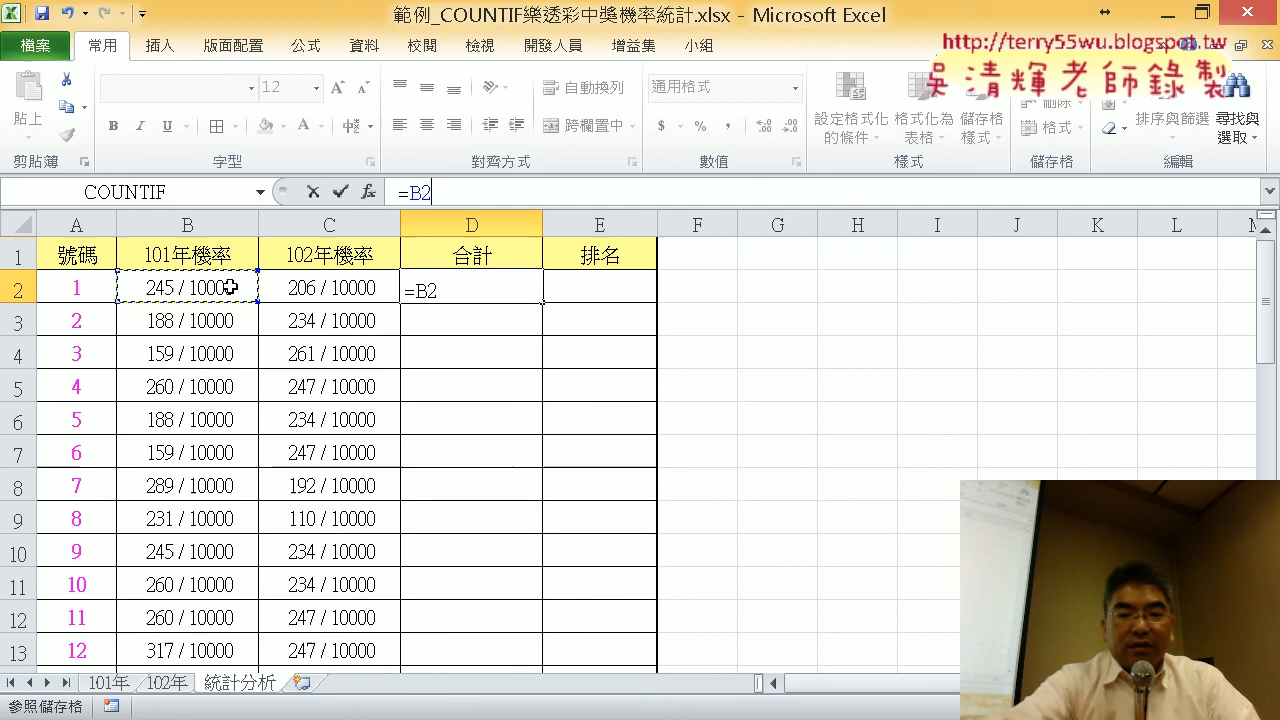 範例_COUNTIF樂透彩中獎機率統計.xlsx - Microsoft Excel
檔案 常用 插入 版面配置 公式 資料 校閱 檢視 開發人員 增益集 小組
http://terry55wu.blogspot.tw
吳清輝老師錄製
貼上
剪貼簿
12
B I U A
字型
自動換列
跨欄置中
對齊方式
通用格式
$ % ,
數值
設定格式化的條件
格式化為表格
儲存格樣式
樣式
刪除
格式
儲存格
排序與篩選
尋找與選取
編輯
COUNTIF fx =B2
A B C D E F G H I J K L
1 號碼 101年機率 102年機率 合計 排名
2 1 245 / 10000 206 / 10000 =B2
3 2 188 / 10000 234 / 10000
4 3 159 / 10000 261 / 10000
5 4 260 / 10000 247 / 10000
6 5 188 / 10000 234 / 10000
7 6 159 / 10000 247 / 10000
8 7 289 / 10000 192 / 10000
9 8 231 / 10000 110 / 10000
10 9 245 / 10000 234 / 10000
11 10 260 / 10000 234 / 10000
12 11 260 / 10000 247 / 10000
13 12 317 / 10000 247 / 10000
101年 102年 統計分析
參照儲存格